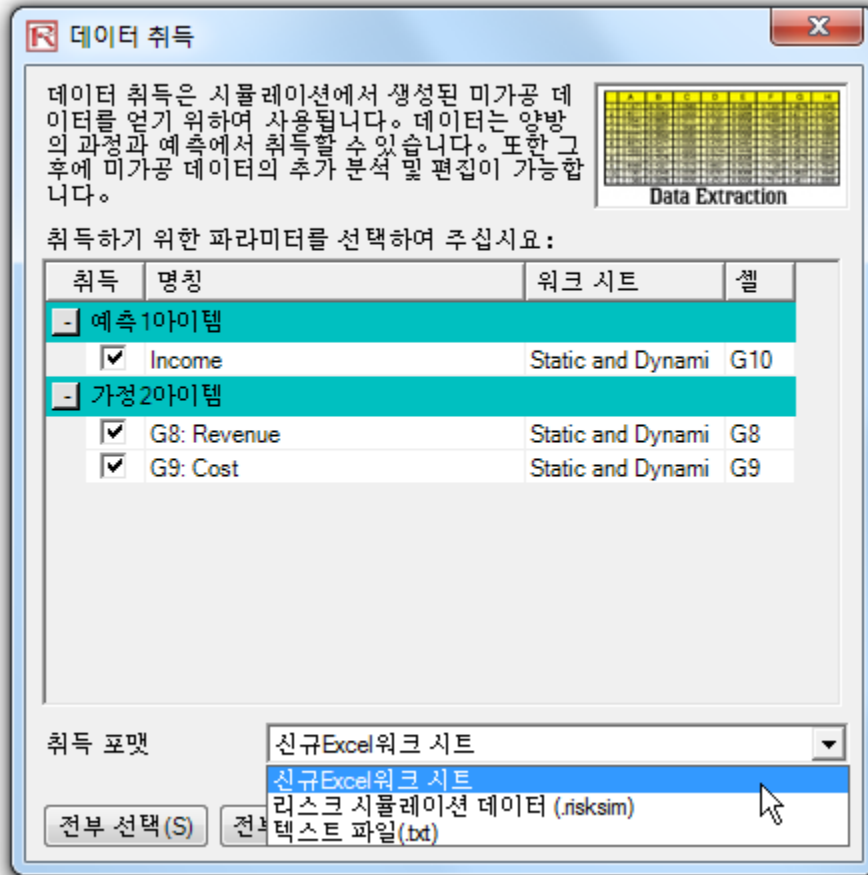 데이터 취득
데이터 취득은 시뮬레이션에서 생성된 미가공 데
이터를 얻기 위하여 사용됩니다。데이터는 양방
의 과정과 예측에서 취득할 수 있습니다。또한 그
후에 미가공 데이터의 추가 분석 및 편집이 가능합
니다。
A B C D E F G H
Data Extraction
취득하기 위한 파라미터를 선택하여 주십시요:
취득 명칭 워크 시트 셀
예측1아이템
Income Static and Dynami G10
가정2아이템
G8: Revenue Static and Dynami G8
G9: Cost Static and Dynami G9
취득 포맷 신규Excel워크 시트
신규Excel워크 시트
리스크 시뮬레이션 데이터 (.risksim)
텍스트 파일(.txt)
전부 선택(S)